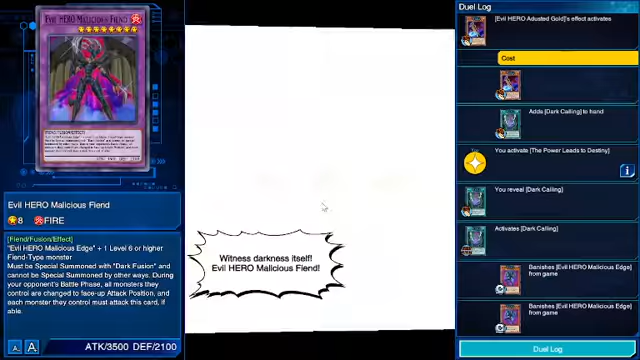 Evil HERO Malicious Fiend
Evil HERO Malicious Fiend
8 FIRE
[Fiend/Fusion/Effect]
"Evil HERO Malicious Edge" + 1 Level 6 or higher
Fiend-Type monster
Must be Special Summoned with "Dark Fusion" and
cannot be Special Summoned by other ways. During
your opponent's Battle Phase, all monsters they
control are changed to face-up Attack Position, and
each monster they control must attack this card, if
able.
A A
ATK/3500 DEF/2100
Witness darkness itself!
Evil HERO Malicious Fiend!
Duel Log
[Evil HERO Adusted Gold]'s effect activates
Cost
Adds [Dark Calling] to hand
You activate [The Power Leads to Destiny]
You reveal [Dark Calling]
Activates [Dark Calling]
Banishes [Evil HERO Malicious Edge]
from game
Banishes [Evil HERO Malicious Edge]
from game
Duel Log